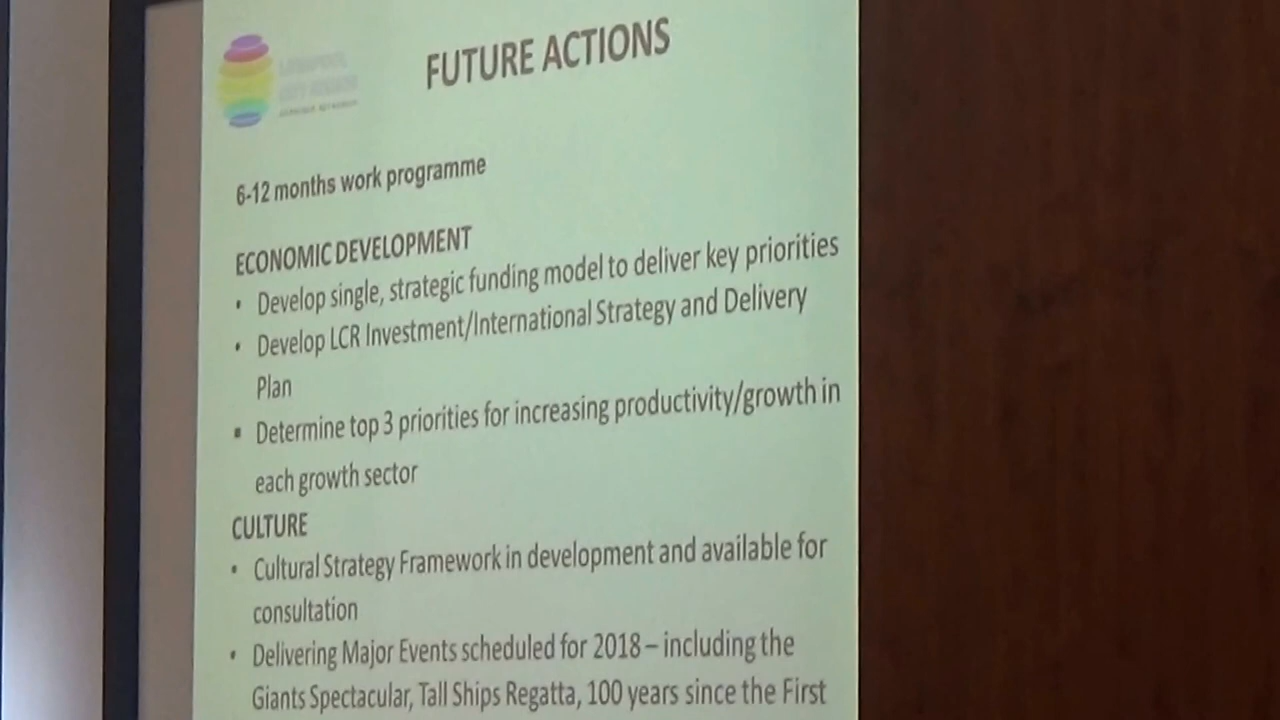 LIVERPOOL
CITY REGION
FUTURE ACTIONS
6-12 months work programme
ECONOMIC DEVELOPMENT
• Develop single, strategic funding model to deliver key priorities
• Develop LCR Investment/International Strategy and Delivery
Plan
▪ Determine top 3 priorities for increasing productivity/growth in
each growth sector
CULTURE
• Cultural Strategy Framework in development and available for
consultation
• Delivering Major Events scheduled for 2018 – including the
Giants Spectacular, Tall Ships Regatta, 100 years since the First